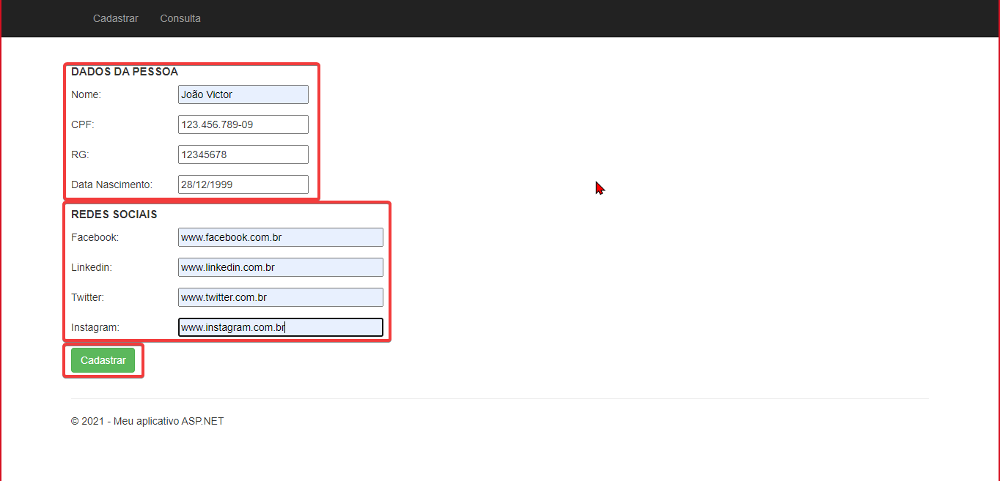 Cadastrar Consulta
DADOS DA PESSOA
Nome: João Victor
CPF: 123.456.789-09
RG: 12345678
Data Nascimento: 28/12/1999
REDES SOCIAIS
Facebook: www.facebook.com.br
Linkedin: www.linkedin.com.br
Twitter: www.twitter.com.br
Instagram: www.instagram.com.br
Cadastrar
© 2021 - Meu aplicativo ASP.NET